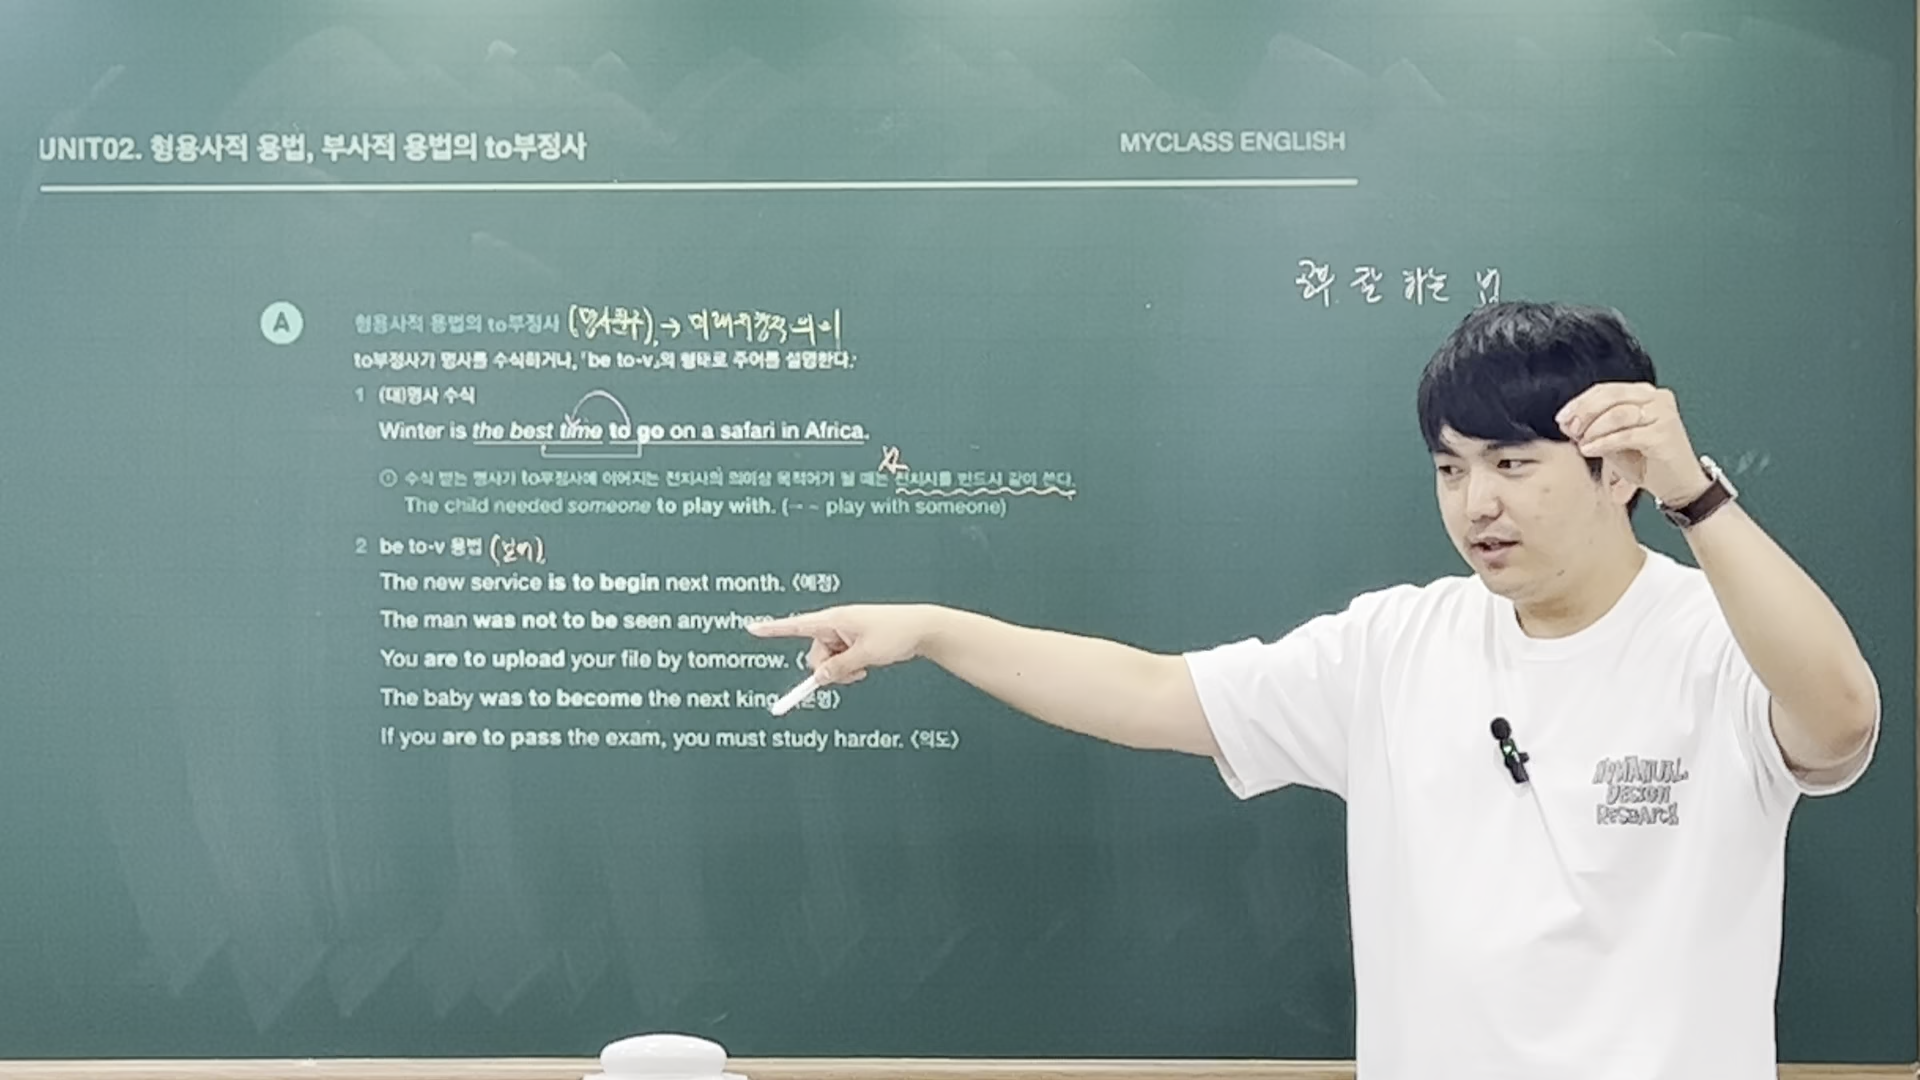 UNIT02. 형용사적 용법, 부사적 용법의 to부정사
MYCLASS ENGLISH
공부 잘 하는 법
A
형용사적 용법의 to부정사 (명사수식) → 미래지향적 의미
to부정사가 명사를 수식하거나, 「be to-v」의 형태로 주어를 설명한다.
1 (대)명사 수식
Winter is the best time to go on a safari in Africa.
① 수식 받는 명사가 to부정사에 이어지는 전치사의 의미상 목적어가 될 때는 전치사를 반드시 같이 쓴다.
The child needed someone to play with. (← ~ play with someone)
2 be to-v 용법 (보어)
The new service is to begin next month. 〈예정〉
The man was not to be seen anywhere.
You are to upload your file by tomorrow.
The baby was to become the next king 〈운명〉
If you are to pass the exam, you must study harder. 〈의도〉
DESIGN
RESEARCH